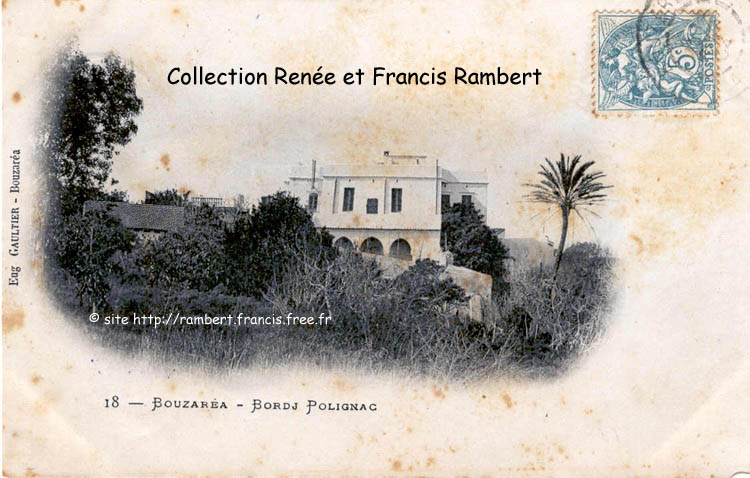 Collection Renée et Francis Rambert
5c
POSTES
Eug GAULTIER - Bouzaréa
© site http://rambert.francis.free.fr/
18 — BOUZARÉA - BORDJ POLIGNAC